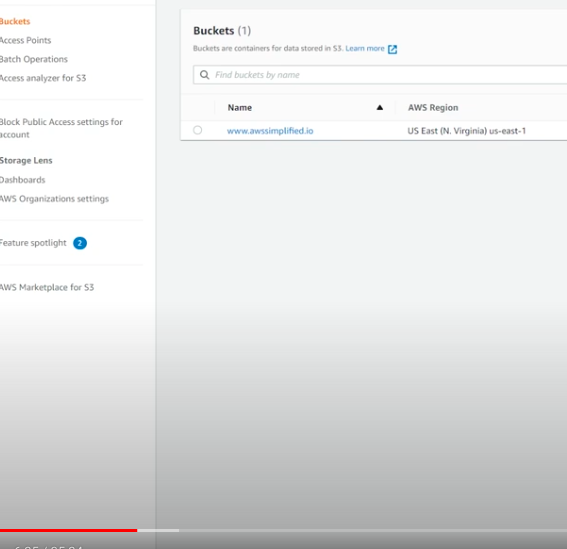 Buckets
Access Points
Batch Operations
Access analyzer for S3
Block Public Access settings for
account
Storage Lens
Dashboards
AWS Organizations settings
Feature spotlight 2
AWS Marketplace for S3
Buckets (1)
Buckets are containers for data stored in S3. Learn more
Find buckets by name
Name AWS Region
www.awssimplified.io US East (N. Virginia) us-east-1